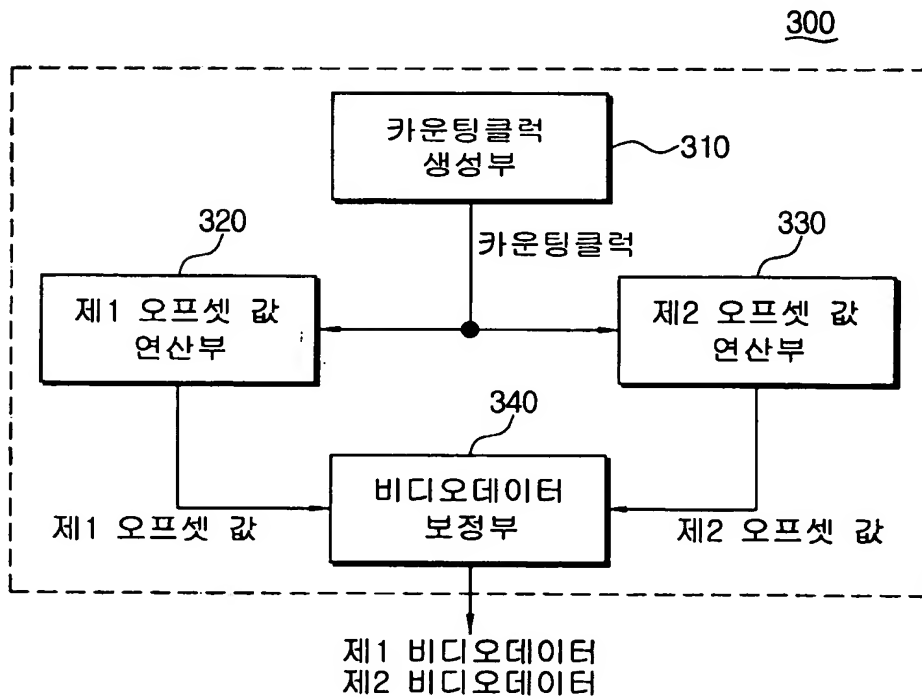 300
카운팅클럭
생성부
310
카운팅클럭
320
제1 오프셋 값
연산부
330
제2 오프셋 값
연산부
340
비디오데이터
보정부
제1 오프셋 값
제2 오프셋 값
제1 비디오데이터
제2 비디오데이터